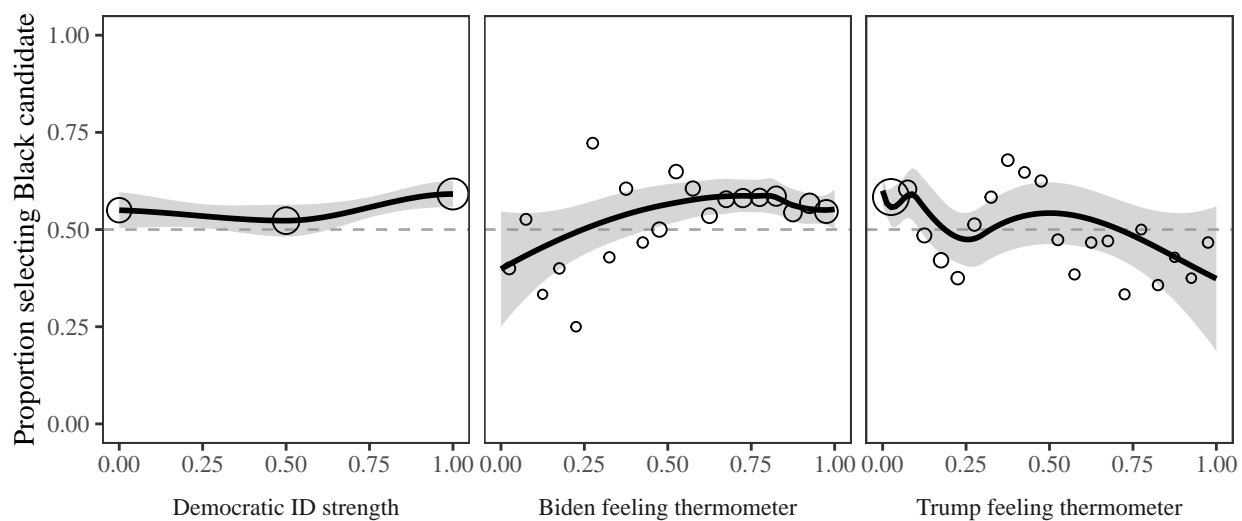 Proportion selecting Black candidate
1.00
0.75
0.50
0.25
0.00
0.00 0.25 0.50 0.75 1.00 0.00 0.25 0.50 0.75 1.00 0.00 0.25 0.50 0.75 1.00
Democratic ID strength Biden feeling thermometer Trump feeling thermometer